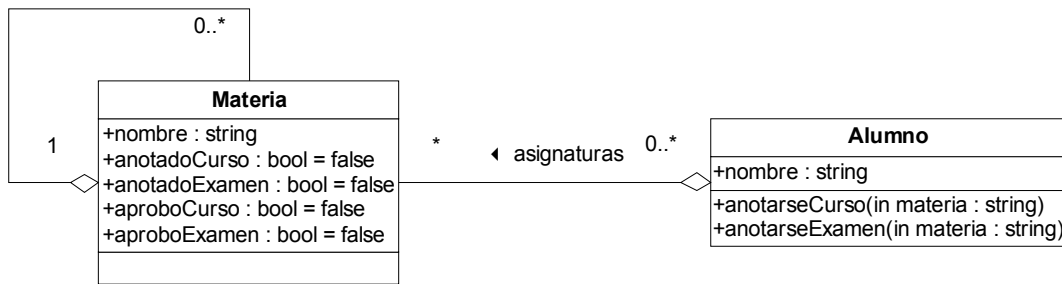 0..*
Materia
+nombre : string
+anotadoCurso : bool = false
+anotadoExamen : bool = false
+aproboCurso : bool = false
+aproboExamen : bool = false
1
*
asignaturas
0..*
Alumno
+nombre : string
+anotarseCurso(in materia : string)
+anotarseExamen(in materia : string)